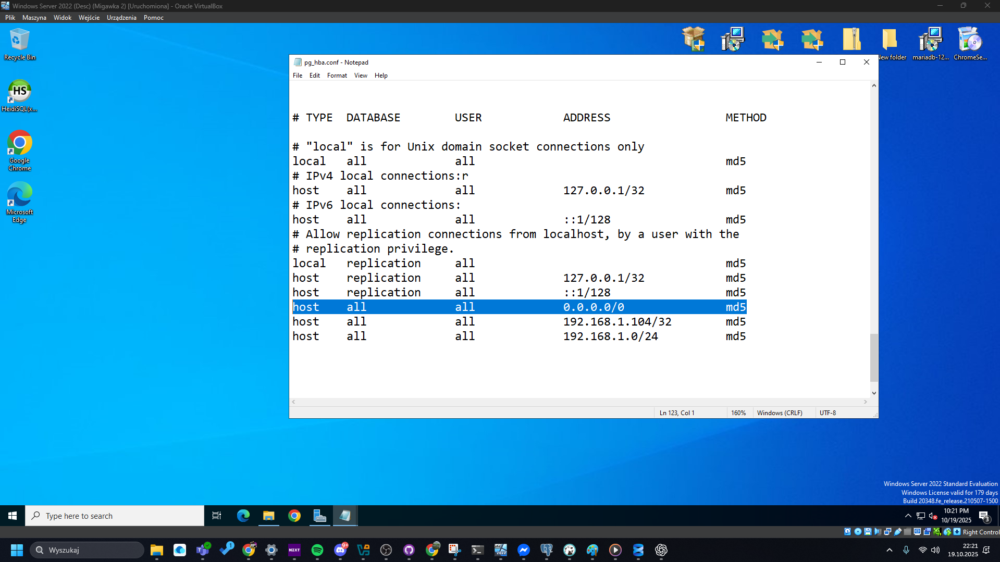 Windows Server 2022 (Desc) (Migawka 2) [Uruchomiona] - Oracle VirtualBox
Plik Maszyna Widok Wejście Urządzenia Pomoc
Recycle Bin
HS
HeidiSQL(x...
Google
Chrome
Microsoft
Edge
New folder
mariadb-12...
ChromeSe...
pg_hba.conf - Notepad
File Edit Format View Help
# TYPE DATABASE USER ADDRESS METHOD
# "local" is for Unix domain socket connections only
local all all md5
# IPv4 local connections:r
host all all 127.0.0.1/32 md5
# IPv6 local connections:
host all all ::1/128 md5
# Allow replication connections from localhost, by a user with the
# replication privilege.
local replication all md5
host replication all 127.0.0.1/32 md5
host replication all ::1/128 md5
host all all 0.0.0.0/0 md5
host all all 192.168.1.104/32 md5
host all all 192.168.1.0/24 md5
Ln 123, Col 1 160% Windows (CRLF) UTF-8
Windows Server 2022 Standard Evaluation
Windows License valid for 179 days
Build 20348.fe_release.210507-1500
Type here to search
10:21 PM
10/19/2025
3
Right Control
Wyszukaj
1
NZXT
9+
22:21
19.10.2025